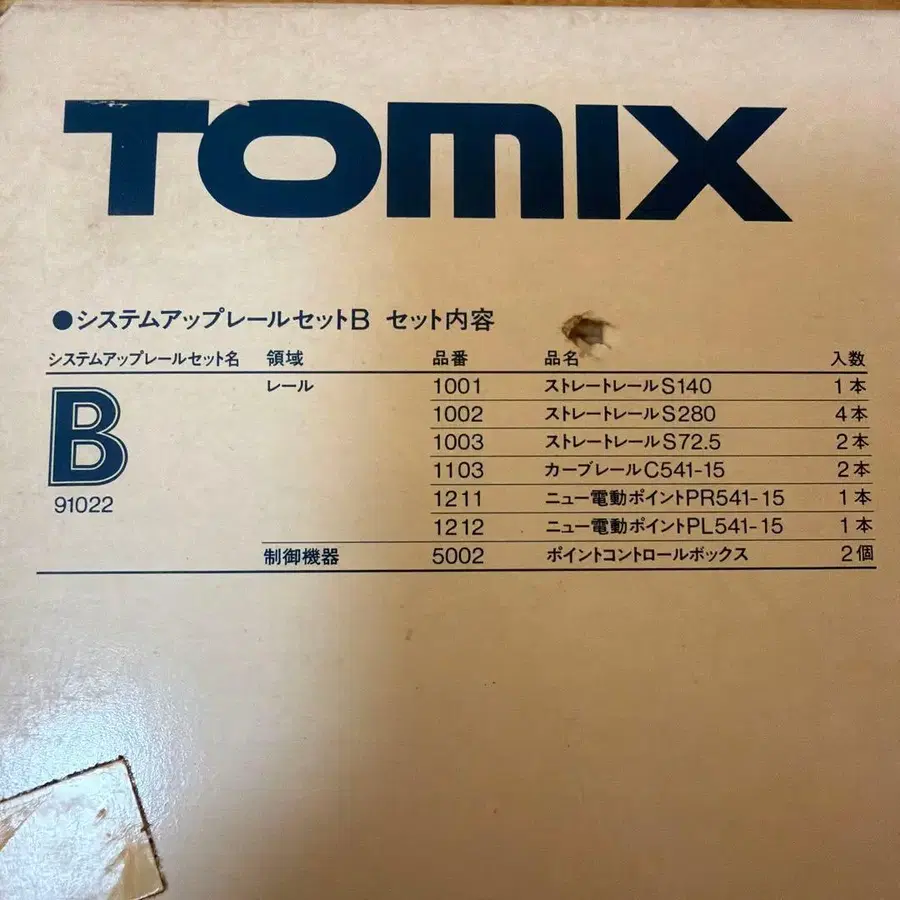 TOMIX
●システムアップレールセットB セット内容
システムアップレールセット名 領域 品番 品名 入数
B レール 1001 ストレートレールS140 1本
1002 ストレートレールS280 4本
1003 ストレートレールS72.5 2本
1103 カーブレールC541-15 2本
91022 1211 ニュー電動ポイントPR541-15 1本
1212 ニュー電動ポイントPL541-15 1本
制御機器 5002 ポイントコントロールボックス 2個